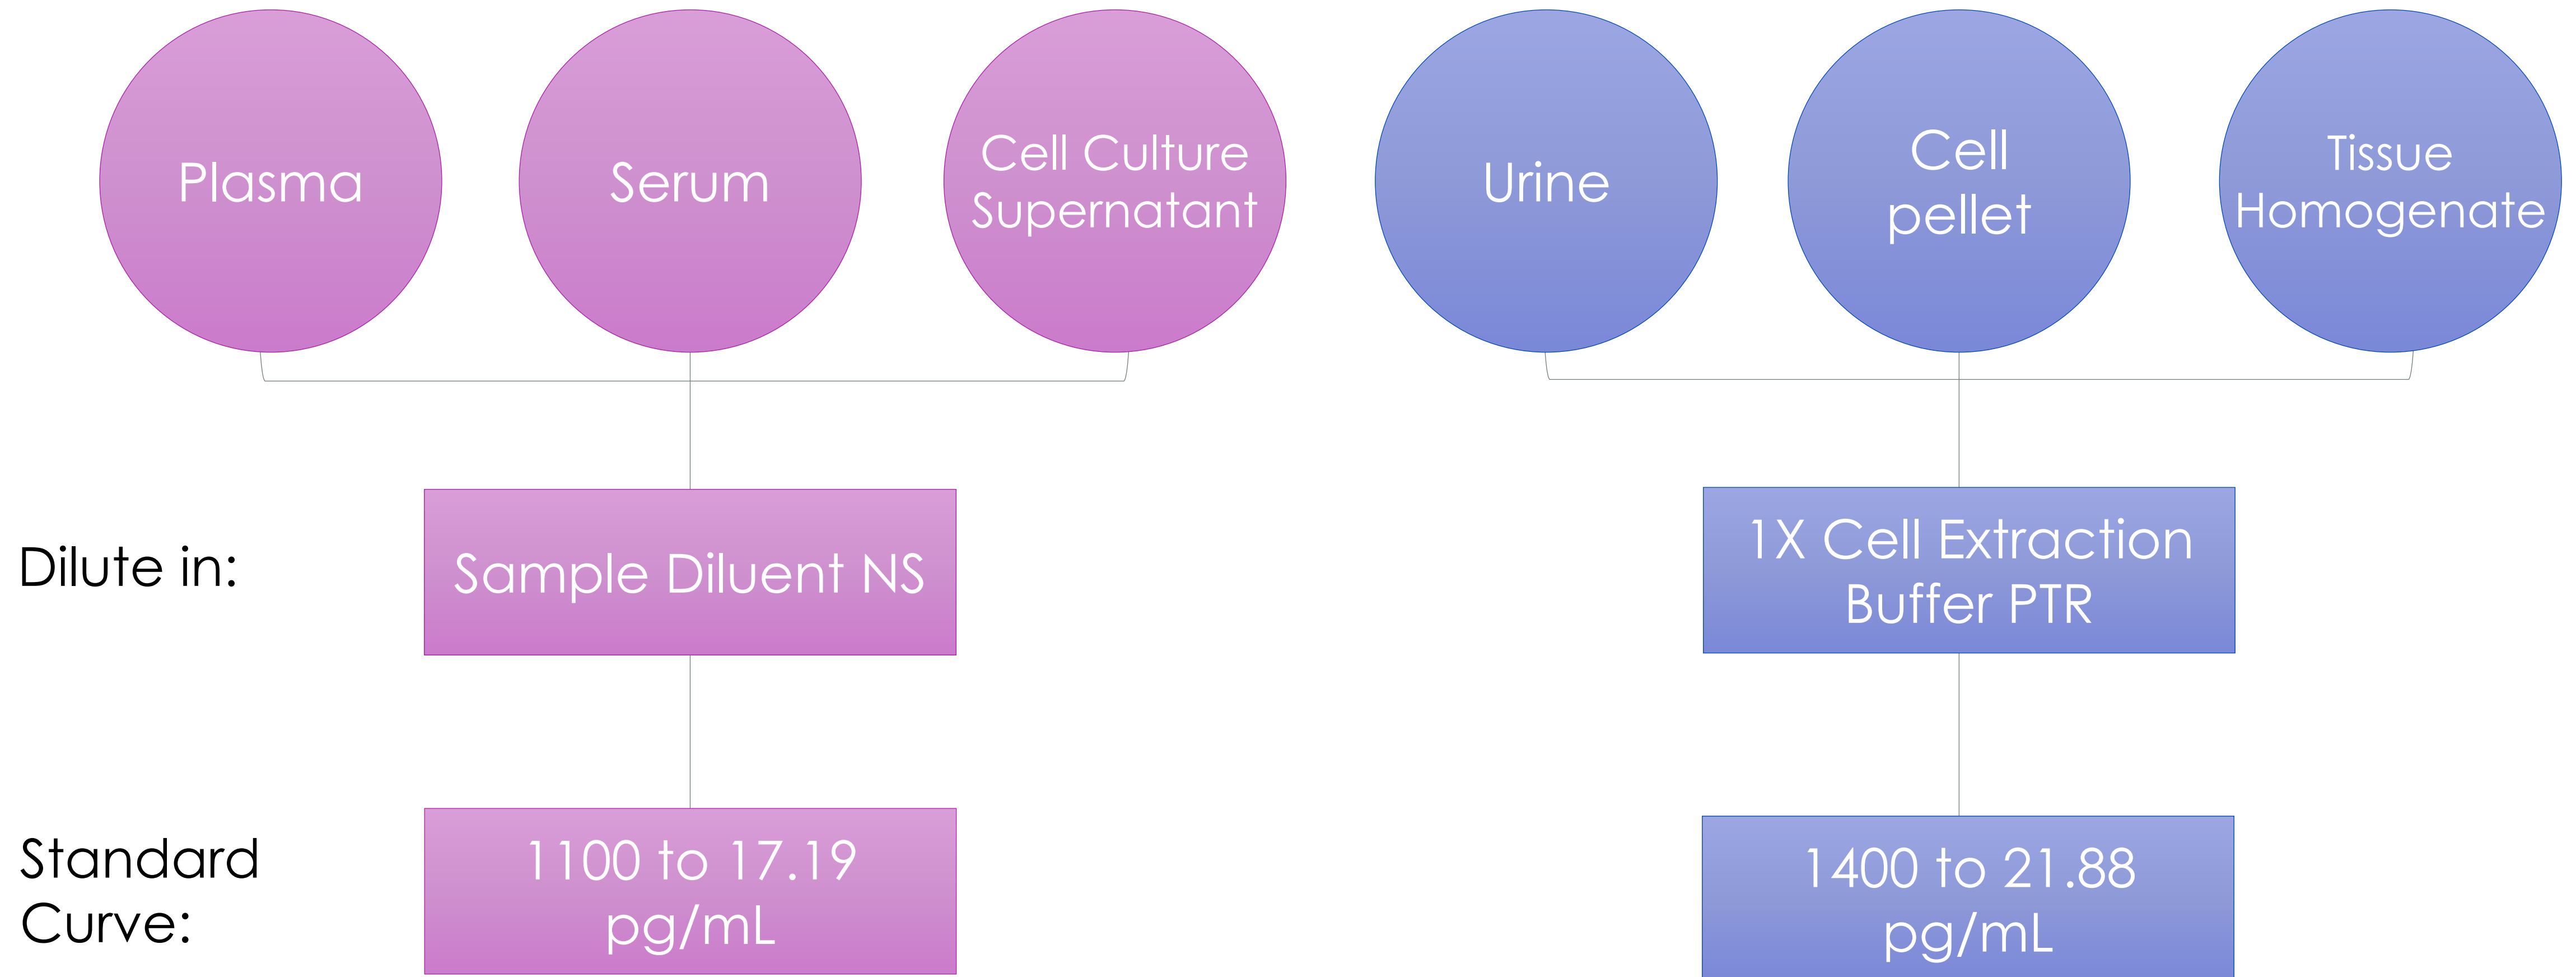 Plasma
Serum
Cell Culture
Supernatant
Urine
Cell
pellet
Tissue
Homogenate
Dilute in:
Sample Diluent NS
1X Cell Extraction
Buffer PTR
Standard
Curve:
1100 to 17.19
pg/mL
1400 to 21.88
pg/mL